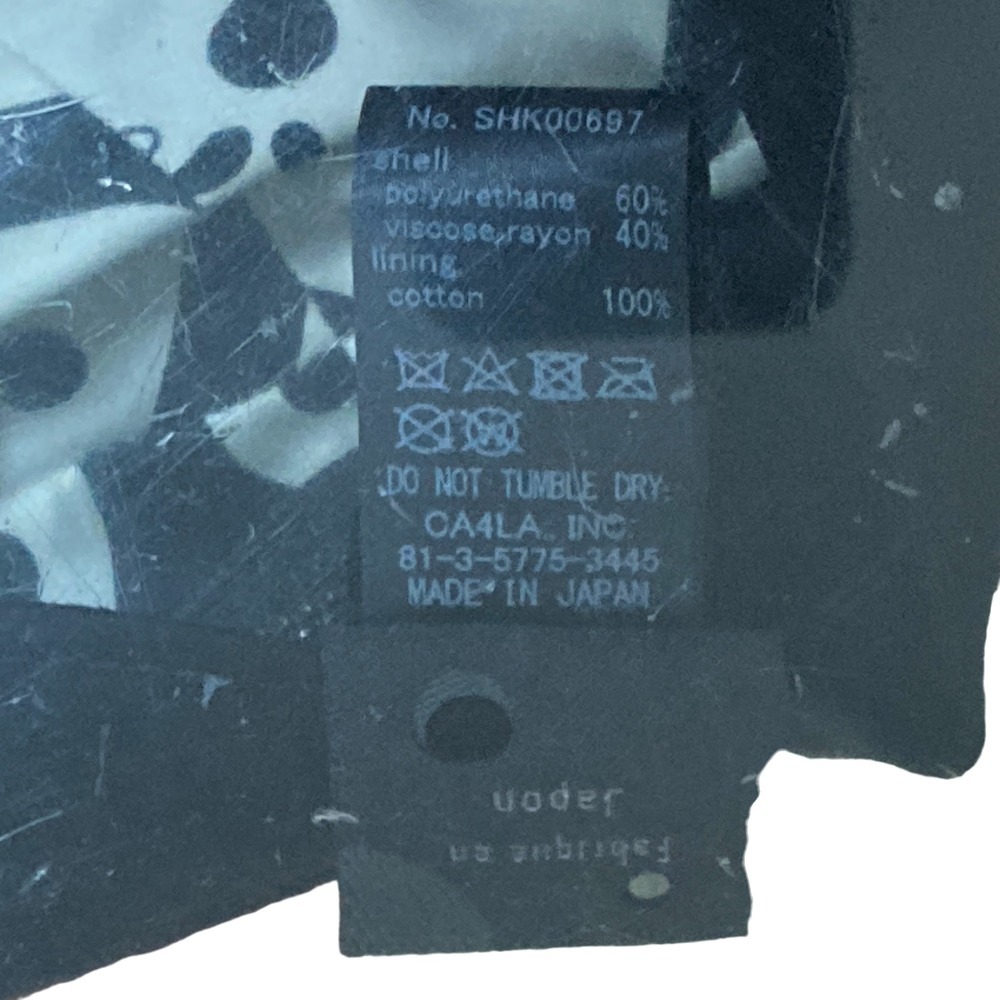 No. SHK00697
shell
polyurethane 60%
viscose,rayon 40%
lining
cotton 100%
DO NOT TUMBLE DRY.
CA4LA., INC.
81-3-5775-3445
MADE IN JAPAN
Fabrique en
Japon